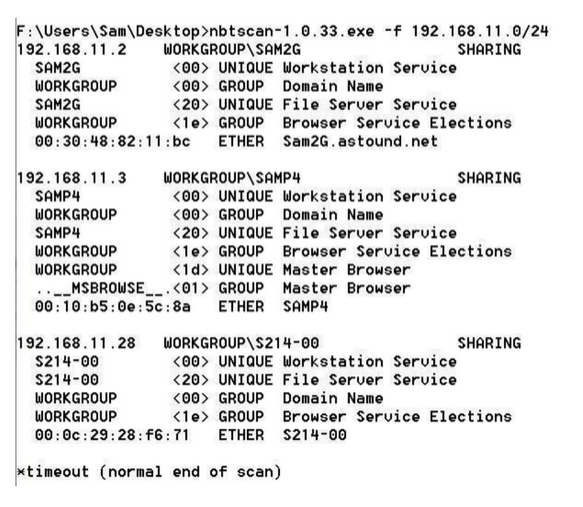 F:\Users\Sam\Desktop>nbtscan-1.0.33.exe -f 192.168.11.0/24
192.168.11.2    WORKGROUP\SAM2G                 SHARING
  SAM2G          <00> UNIQUE Workstation Service
  WORKGROUP      <00> GROUP  Domain Name
  SAM2G          <20> UNIQUE File Server Service
  WORKGROUP      <1e> GROUP  Browser Service Elections
  00:30:48:82:11:bc   ETHER  Sam2G.astound.net
192.168.11.3    WORKGROUP\SAMP4                 SHARING
  SAMP4          <00> UNIQUE Workstation Service
  WORKGROUP      <00> GROUP  Domain Name
  SAMP4          <20> UNIQUE File Server Service
  WORKGROUP      <1e> GROUP  Browser Service Elections
  WORKGROUP      <1d> UNIQUE Master Browser
  ..__MSBROWSE__.<01> GROUP  Master Browser
  00:10:b5:0e:5c:8a   ETHER  SAMP4
192.168.11.28   WORKGROUP\S214-00               SHARING
  S214-00        <00> UNIQUE Workstation Service
  S214-00        <20> UNIQUE File Server Service
  WORKGROUP      <00> GROUP  Domain Name
  WORKGROUP      <1e> GROUP  Browser Service Elections
  00:0c:29:28:f6:71   ETHER  S214-00
*timeout (normal end of scan)